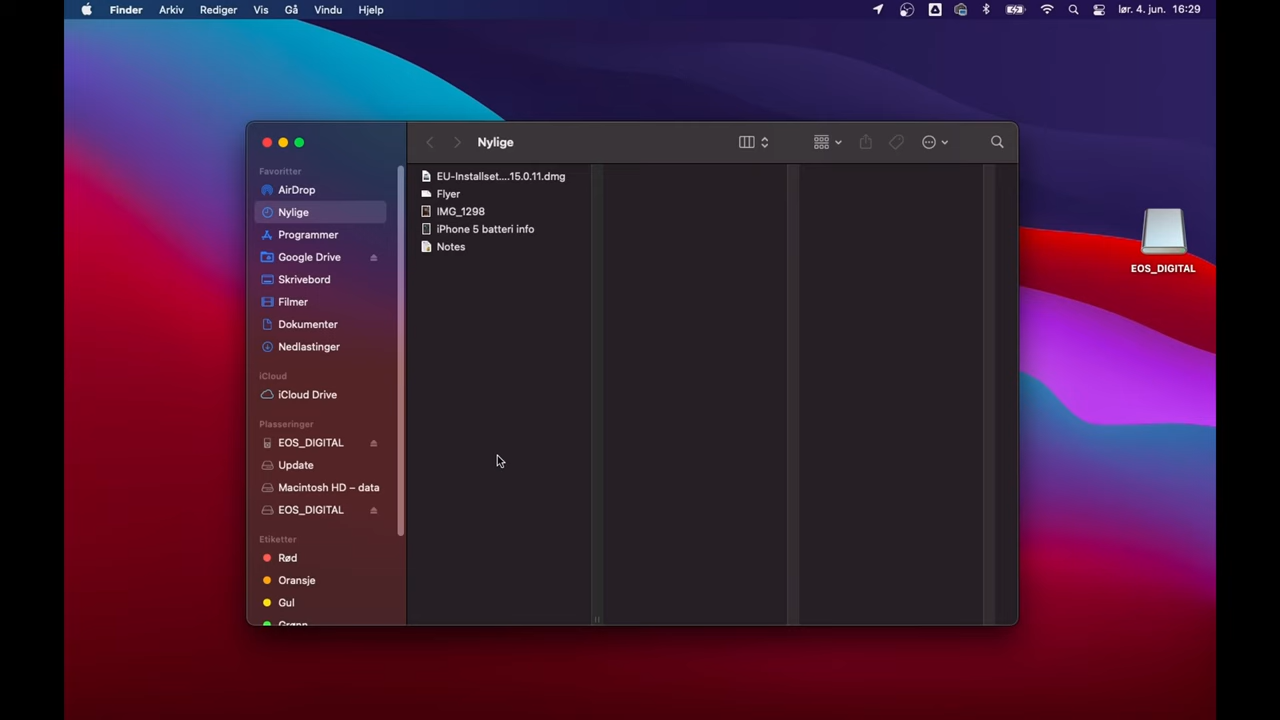 Finder Arkiv Rediger Vis Gå Vindu Hjelp lør. 4. jun. 16:29
Nylige
Favoritter
AirDrop
Nylige
Programmer
Google Drive
Skrivebord
Filmer
Dokumenter
Nedlastinger
iCloud
iCloud Drive
Plasseringer
EOS_DIGITAL
Update
Macintosh HD – data
EOS_DIGITAL
Etiketter
Rød
Oransje
Gul
Grønn
EU-Installset....15.0.11.dmg
Flyer
IMG_1298
iPhone 5 batteri info
Notes
EOS_DIGITAL